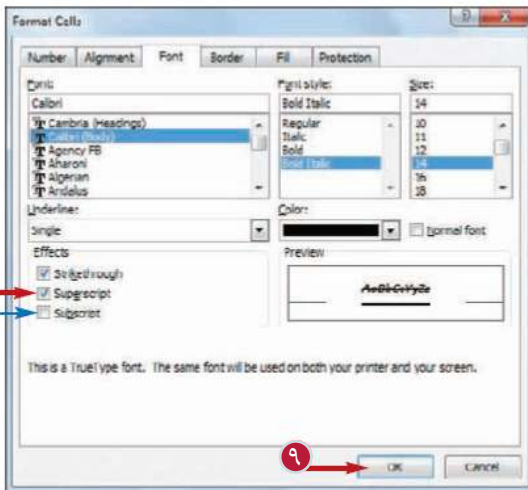 Format Cells
Number Alignment Font Border Fill Protection
Font: Font style: Size:
Calibri Bold Italic 14
Cambria (Headings) Regular 10
Calibri (Body) Italic 11
Agency FB Bold 12
Aharoni Bold Italic 14
Algerian 16
Andalus 18
Underline: Color:
Single Normal font
Effects Preview
Strikethrough
Superscript AaBbCcYyZz
Subscript
This is a TrueType font. The same font will be used on both your printer and your screen.
٩
OK Cancel